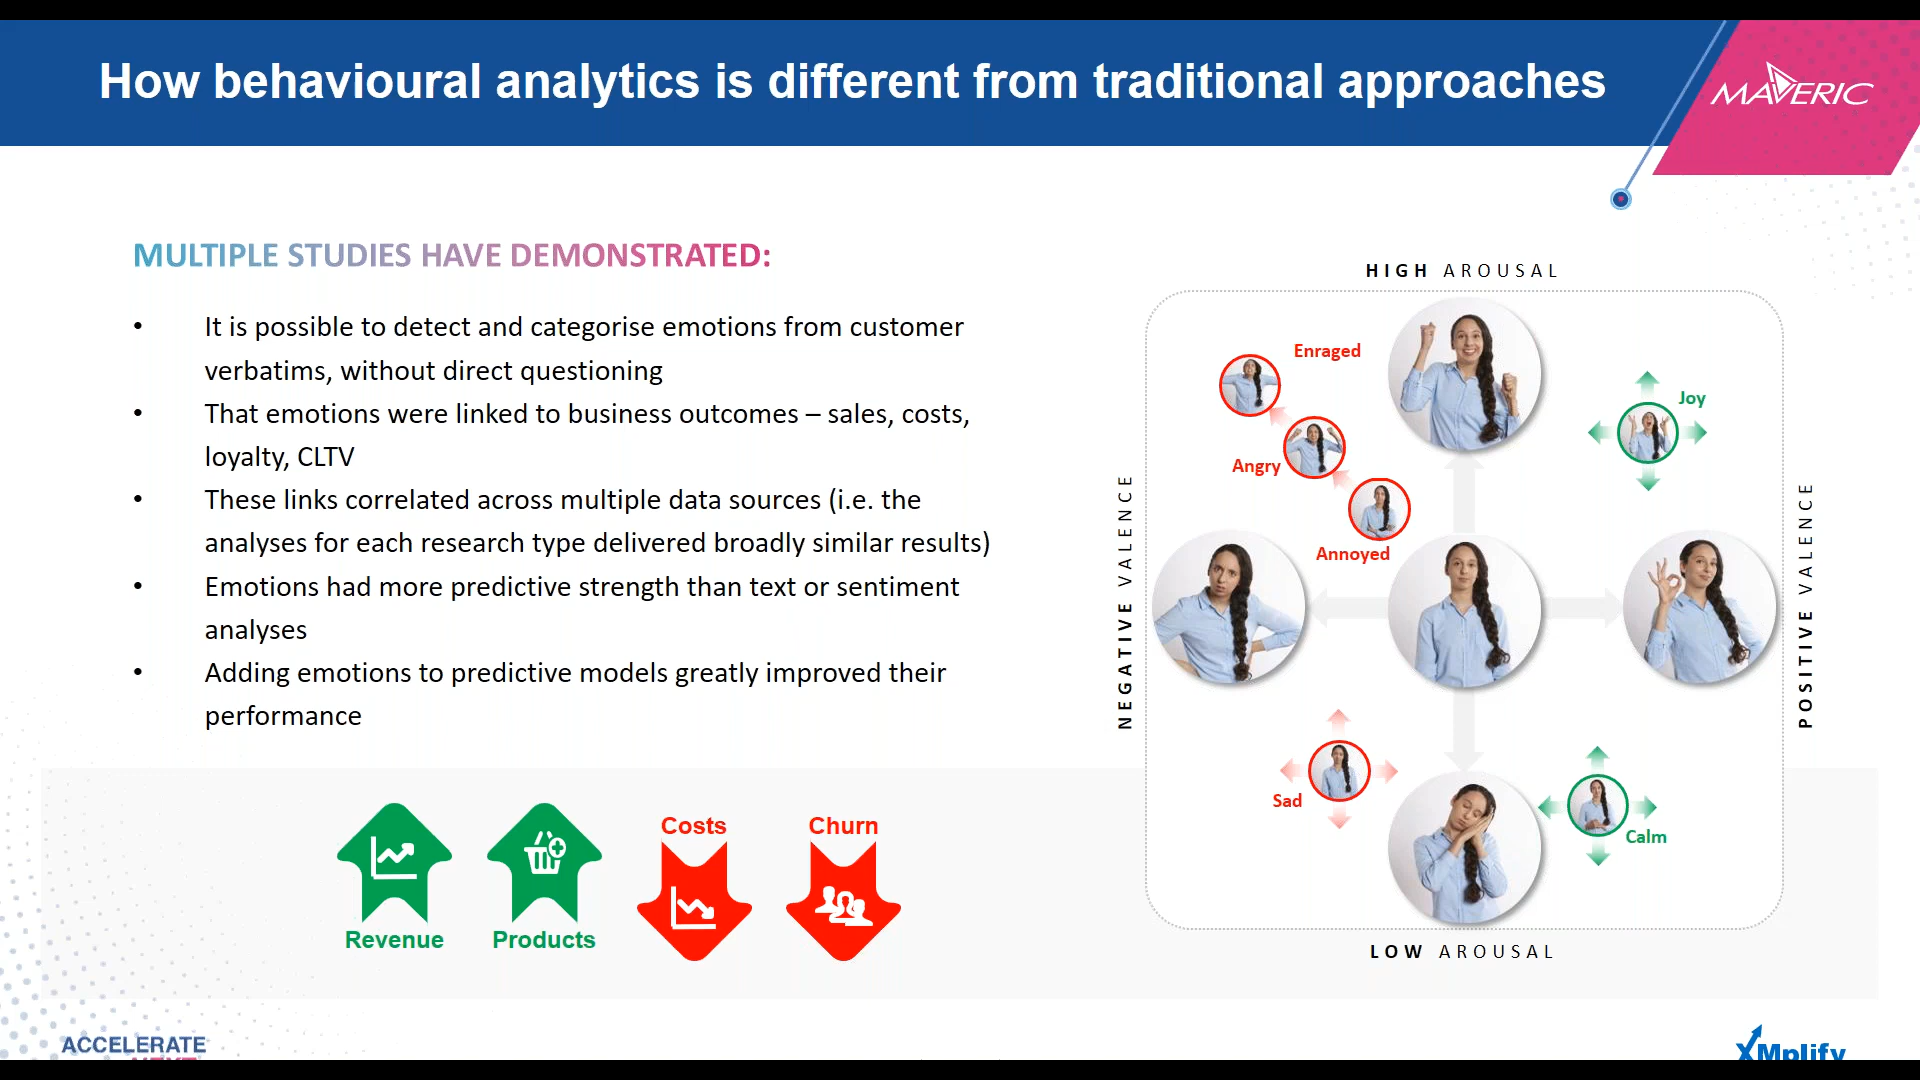 How behavioural analytics is different from traditional approaches
MAVERIC
MULTIPLE STUDIES HAVE DEMONSTRATED:
• It is possible to detect and categorise emotions from customer
verbatims, without direct questioning
• That emotions were linked to business outcomes – sales, costs,
loyalty, CLTV
• These links correlated across multiple data sources (i.e. the
analyses for each research type delivered broadly similar results)
• Emotions had more predictive strength than text or sentiment
analyses
• Adding emotions to predictive models greatly improved their
performance
Revenue
Products
Costs
Churn
HIGH AROUSAL
Enraged
Joy
Angry
Annoyed
NEGATIVE VALENCE
POSITIVE VALENCE
Sad
Calm
LOW AROUSAL
ACCELERATE
NEXT
XMplify